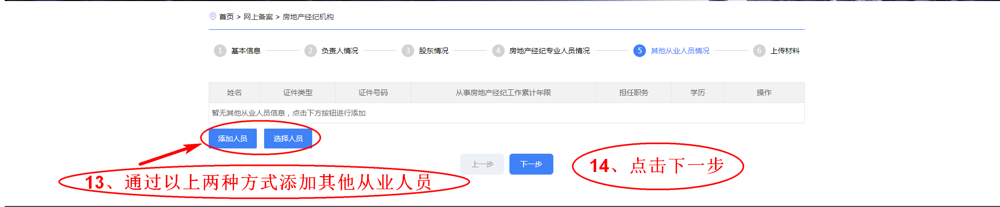 首页 > 网上备案 > 房地产经纪机构
1 基本信息 2 负责人情况 3 股东情况 4 房地产经纪专业人员情况 5 其他从业人员情况 6 上传材料
姓名 证件类型 证件号码 从事房地产经纪工作累计年限 担任职务 学历 操作
暂无其他从业人员信息，点击下方按钮进行添加
添加人员 选择人员
上一步 下一步
14、点击下一步
13、通过以上两种方式添加其他从业人员